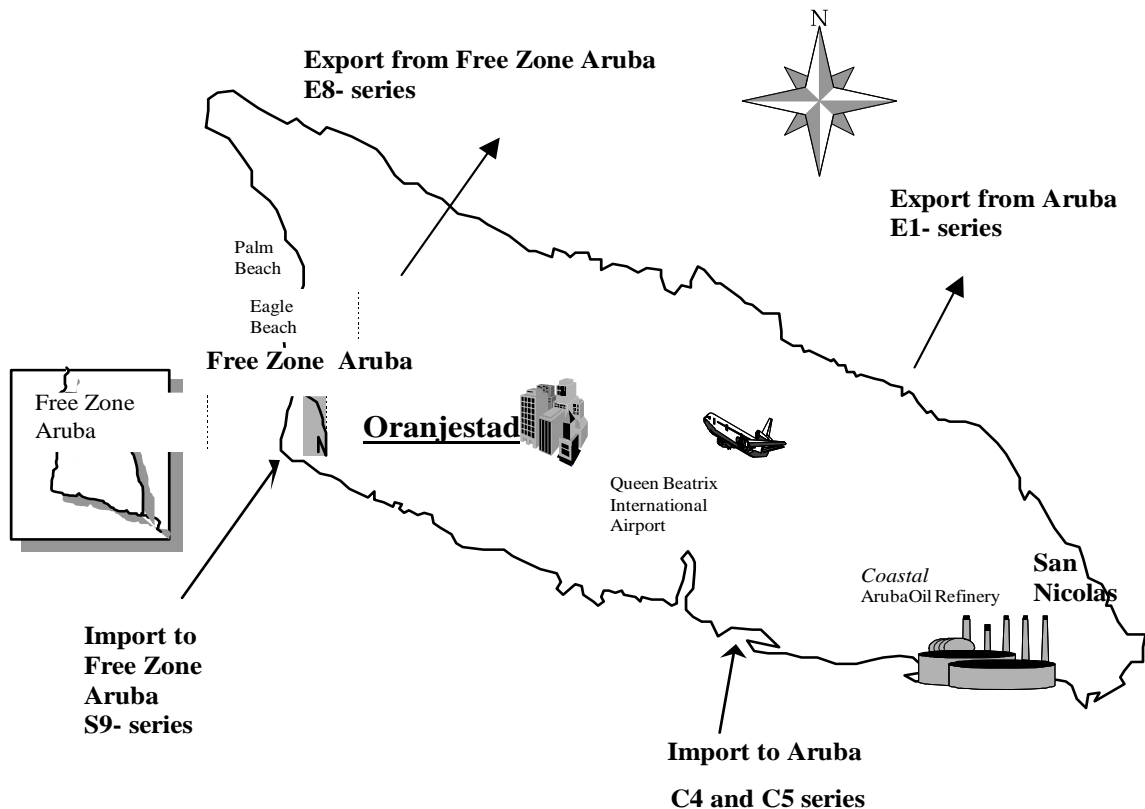 N
Export from Free Zone Aruba
E8- series
Export from Aruba
E1- series
Palm
Beach
Eagle
Beach
Free Zone Aruba
Free Zone
Aruba
Oranjestad
N
Queen Beatrix
International
Airport
Coastal
ArubaOil Refinery
San
Nicolas
Import to
Free Zone
Aruba
S9- series
Import to Aruba
C4 and C5 series